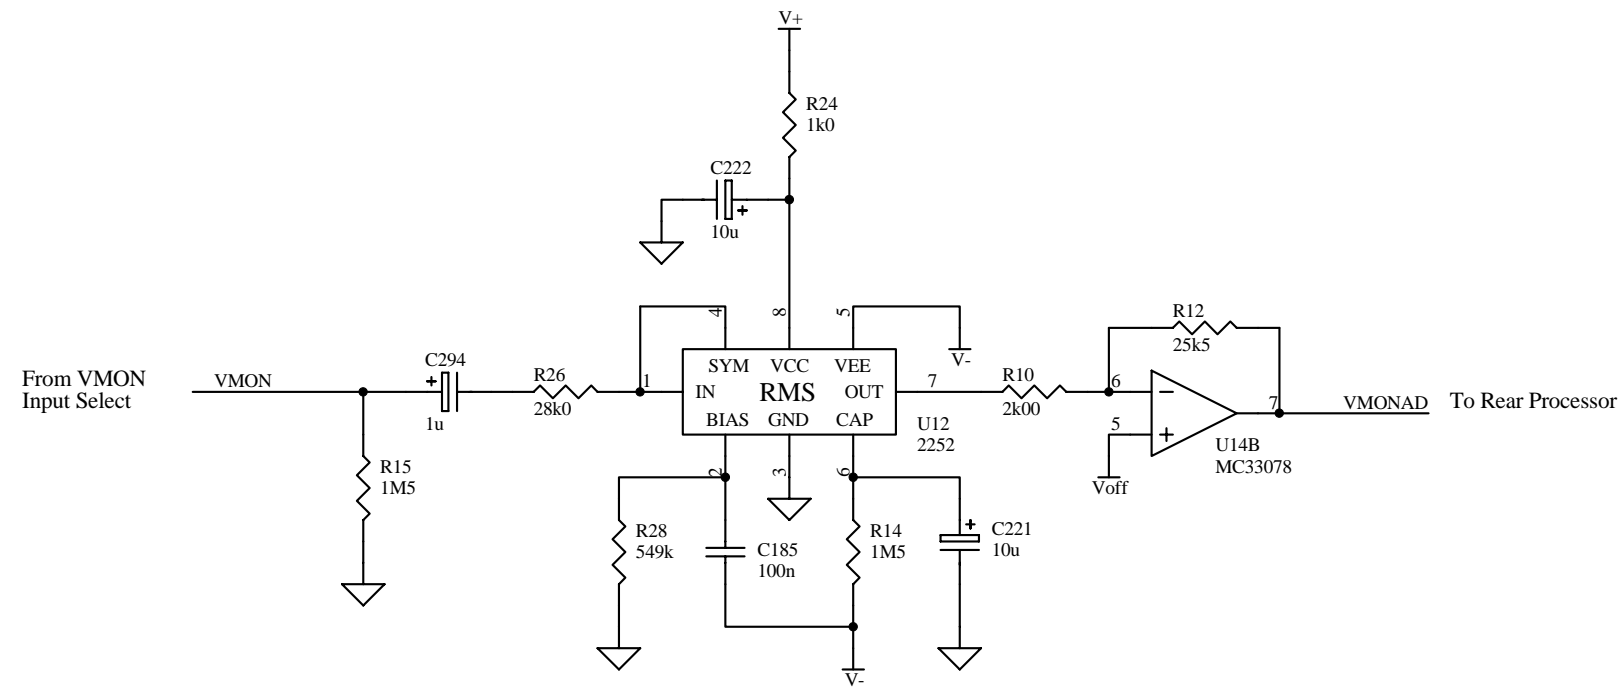 V+
R24
1k0
C222
+
10u
4
8
5
R12
25k5
V-
C294
+
1u
From VMON
Input Select
VMON
R26
28k0
1
SYM VCC VEE
IN RMS OUT
BIAS GND CAP
7
R10
2k00
6
5
7
VMONAD
To Rear Processor
U12
2252
U14B
MC33078
Voff
2
3
6
R15
1M5
R28
549k
C185
100n
R14
1M5
+
C221
10u
V-